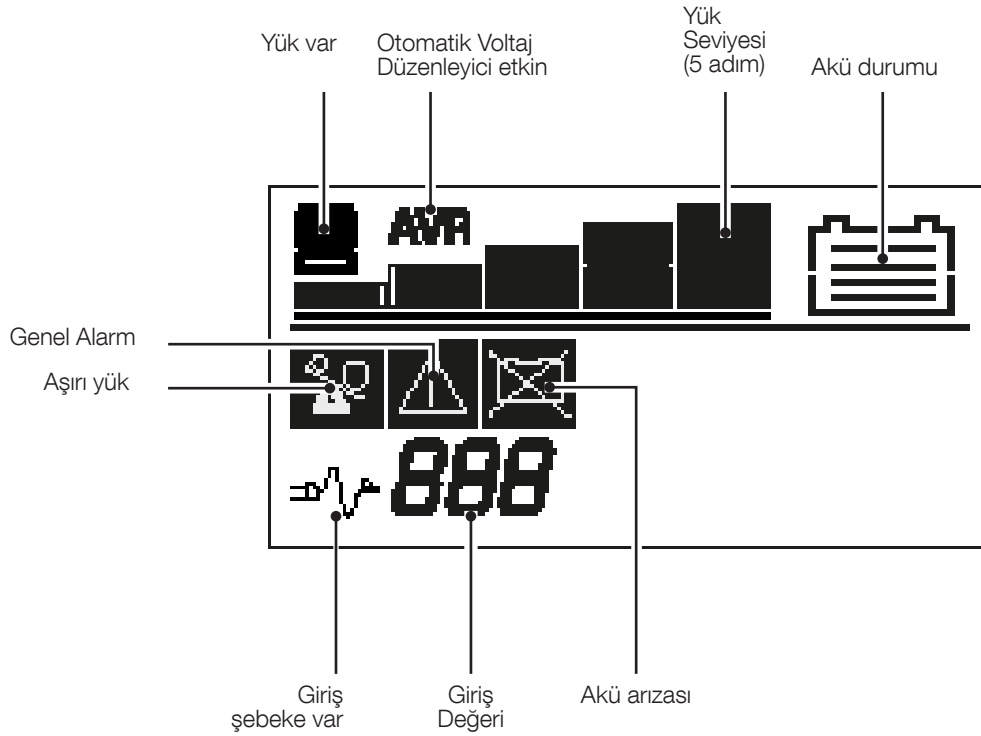 Yük var
Otomatik Voltaj
Düzenleyici etkin
Yük
Seviyesi
(5 adım)
Akü durumu
AVR
Genel Alarm
Aşırı yük
888
Giriş
şebeke var
Giriş
Değeri
Akü arızası